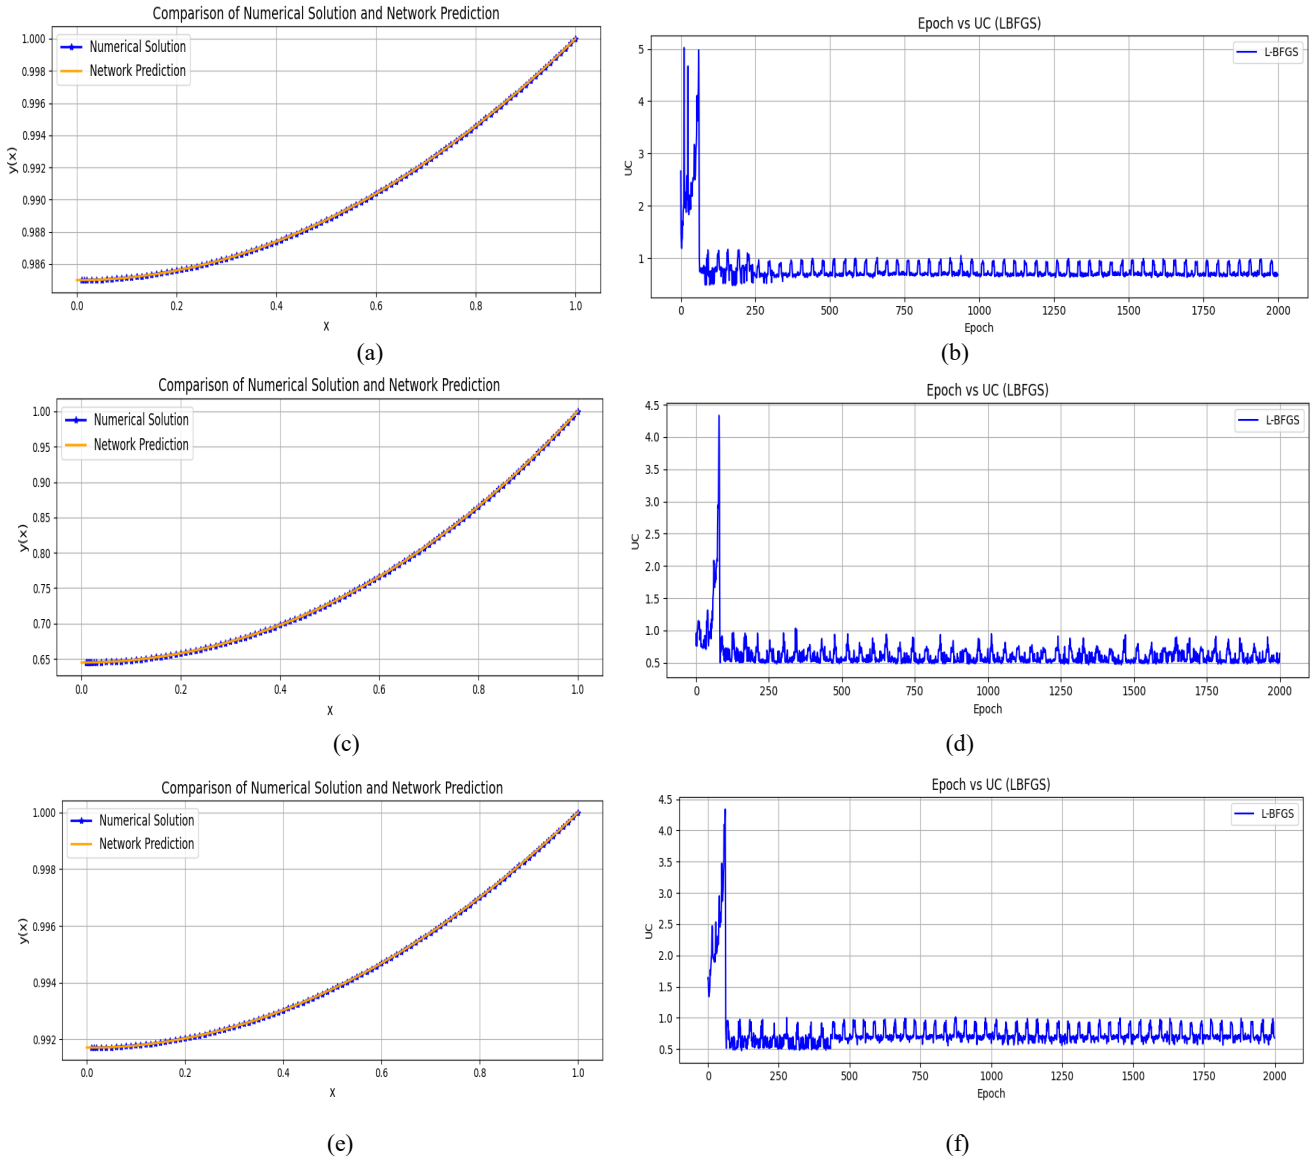 Comparison of Numerical Solution and Network Prediction
Numerical Solution
Network Prediction
y(x)
1.000
0.998
0.996
0.994
0.992
0.990
0.988
0.986
0.0 0.2 0.4 0.6 0.8 1.0
x
(a)
Epoch vs UC (LBFGS)
L-BFGS
UC
5
4
3
2
1
0 250 500 750 1000 1250 1500 1750 2000
Epoch
(b)
Comparison of Numerical Solution and Network Prediction
Numerical Solution
Network Prediction
y(x)
1.00
0.95
0.90
0.85
0.80
0.75
0.70
0.65
0.0 0.2 0.4 0.6 0.8 1.0
x
(c)
Epoch vs UC (LBFGS)
L-BFGS
UC
4.5
4.0
3.5
3.0
2.5
2.0
1.5
1.0
0.5
0 250 500 750 1000 1250 1500 1750 2000
Epoch
(d)
Comparison of Numerical Solution and Network Prediction
Numerical Solution
Network Prediction
y(x)
1.000
0.998
0.996
0.994
0.992
0.0 0.2 0.4 0.6 0.8 1.0
x
(e)
Epoch vs UC (LBFGS)
L-BFGS
UC
4.5
4.0
3.5
3.0
2.5
2.0
1.5
1.0
0.5
0 250 500 750 1000 1250 1500 1750 2000
Epoch
(f)